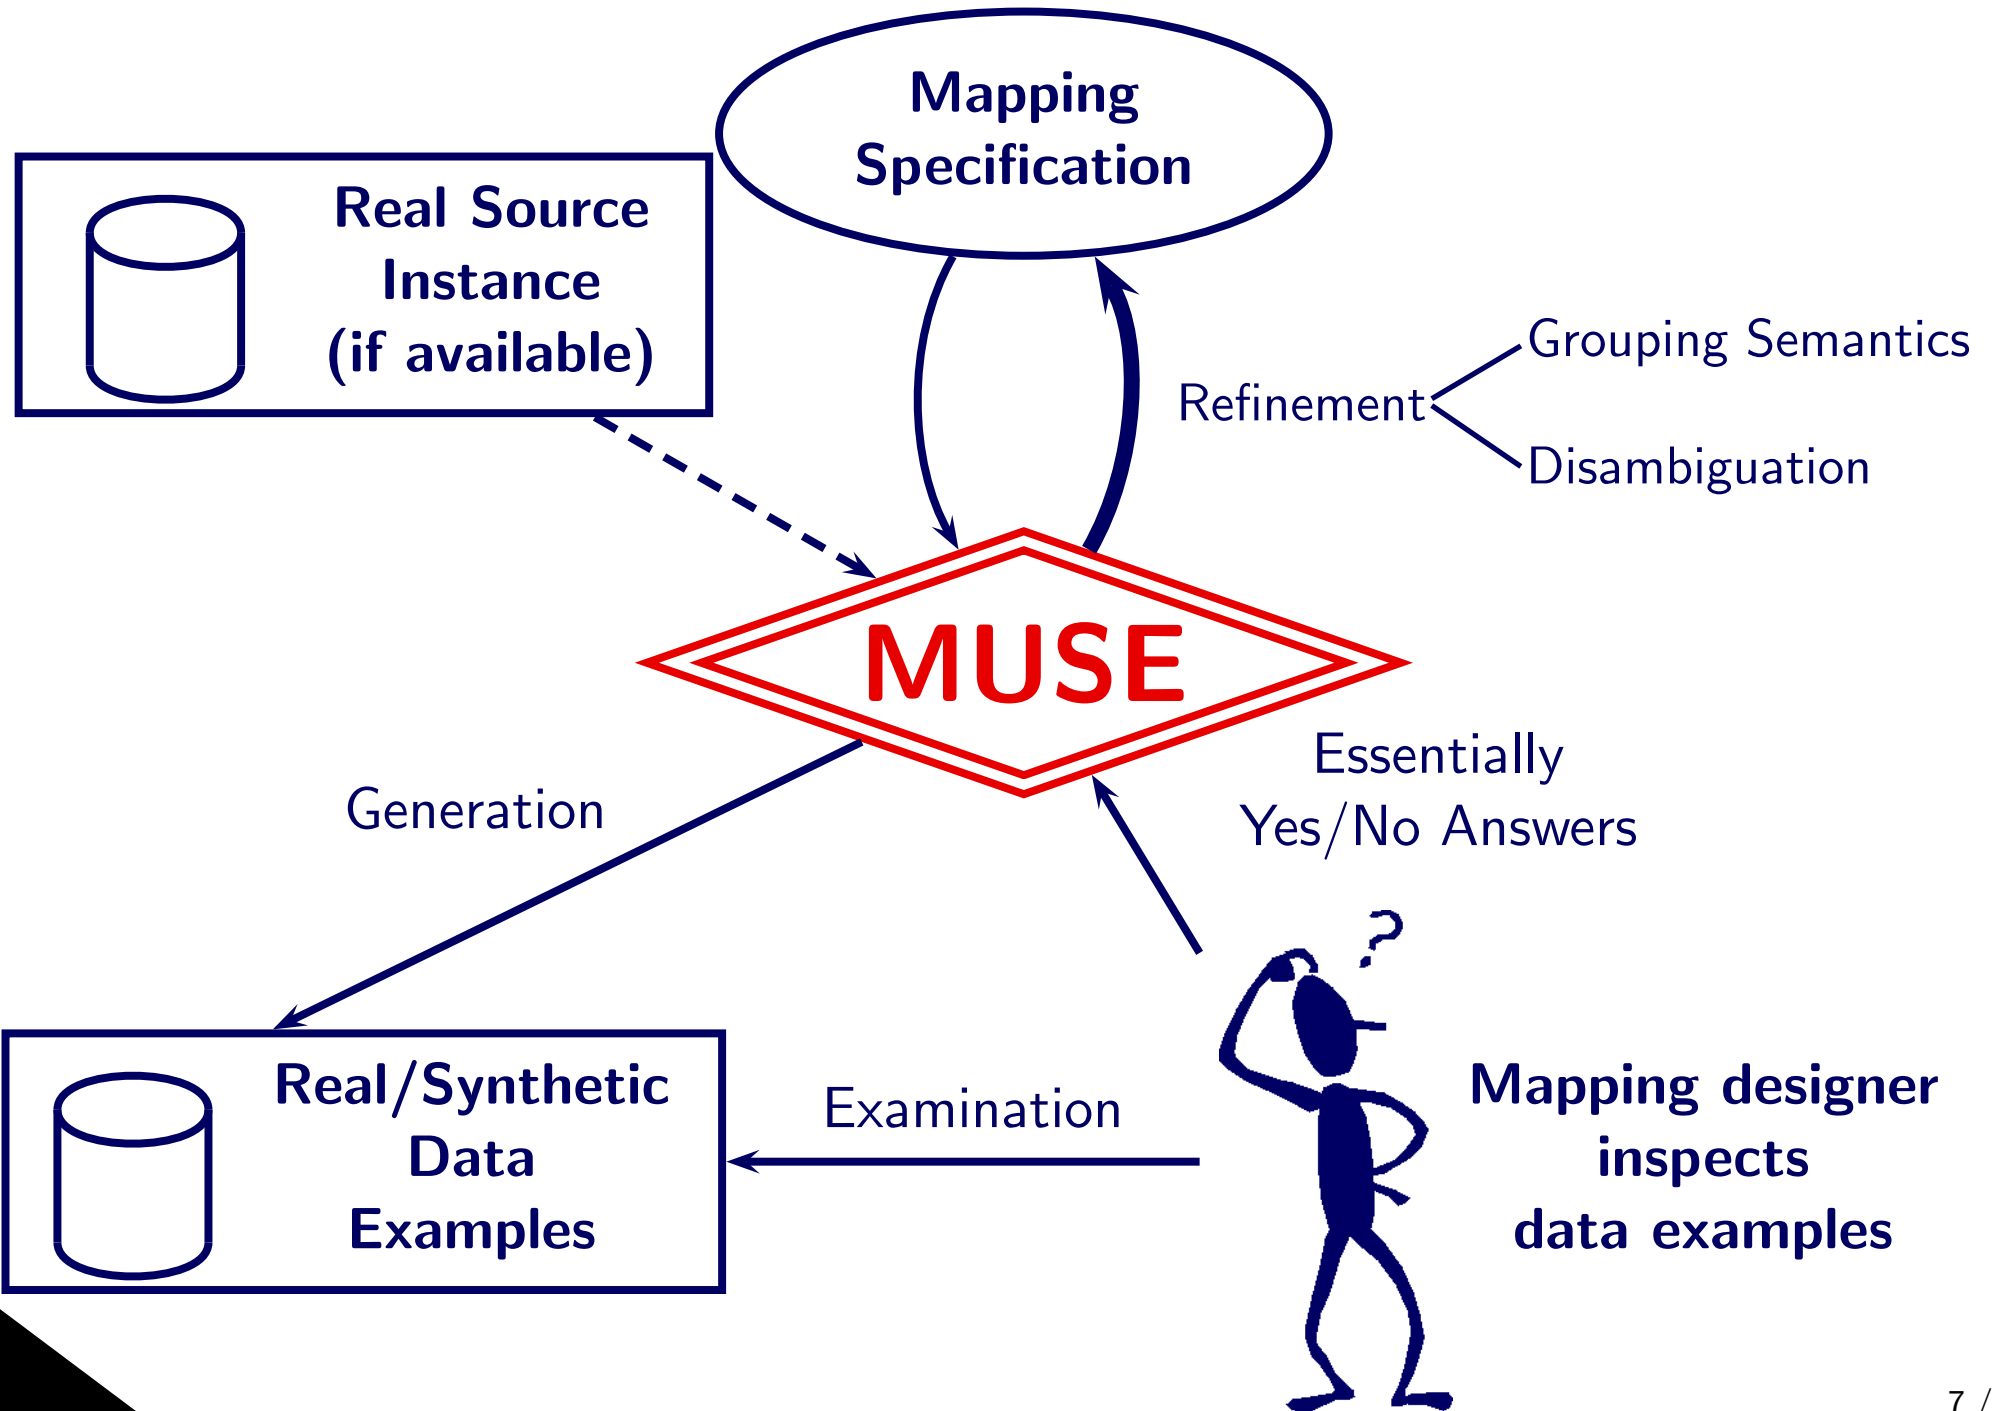 Mapping
Specification
Real Source
Instance
(if available)
Grouping Semantics
Refinement
Disambiguation
MUSE
Essentially
Yes/No Answers
Generation
?
Real/Synthetic
Data
Examples
Examination
Mapping designer
inspects
data examples
7 /